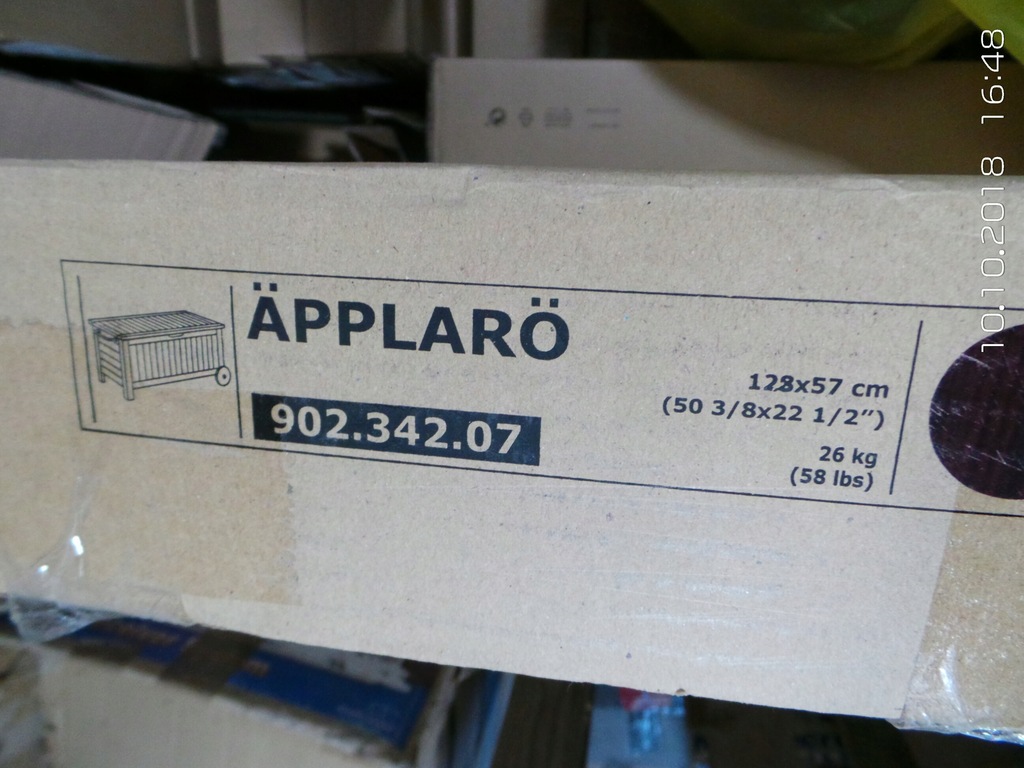 ÄPPLARÖ
902.342.07
128x57 cm
(50 3/8x22 1/2")
26 kg
(58 lbs)
10.10.2018 16:48